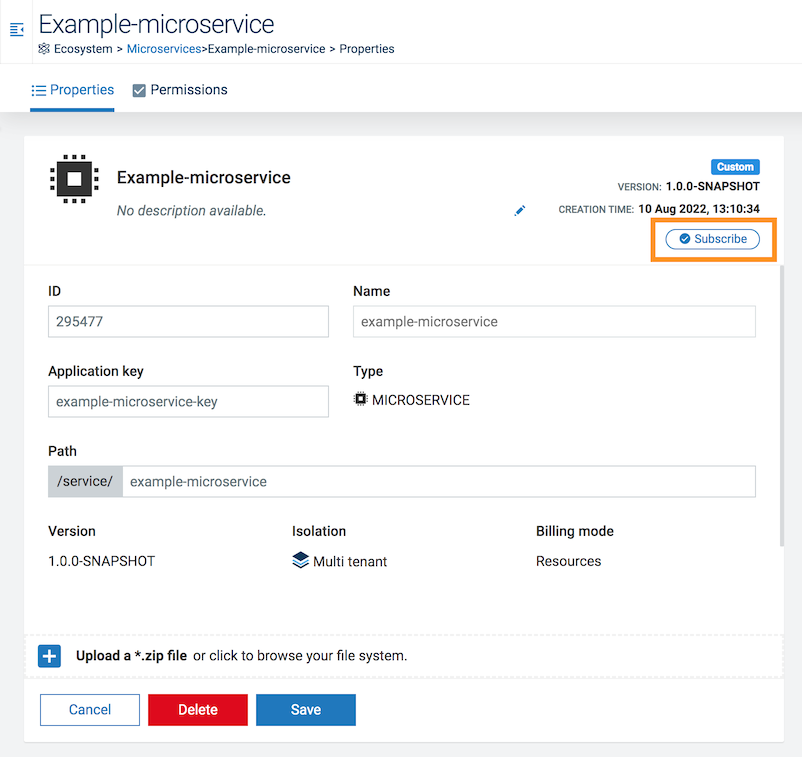 Example-microservice
Ecosystem > Microservices>Example-microservice > Properties
Properties Permissions
Custom
Example-microservice
VERSION: 1.0.0-SNAPSHOT
No description available.
CREATION TIME: 10 Aug 2022, 13:10:34
Subscribe
ID Name
295477 example-microservice
Application key Type
example-microservice-key MICROSERVICE
Path
/service/ example-microservice
Version Isolation Billing mode
1.0.0-SNAPSHOT Multi tenant Resources
Upload a *.zip file or click to browse your file system.
Cancel Delete Save